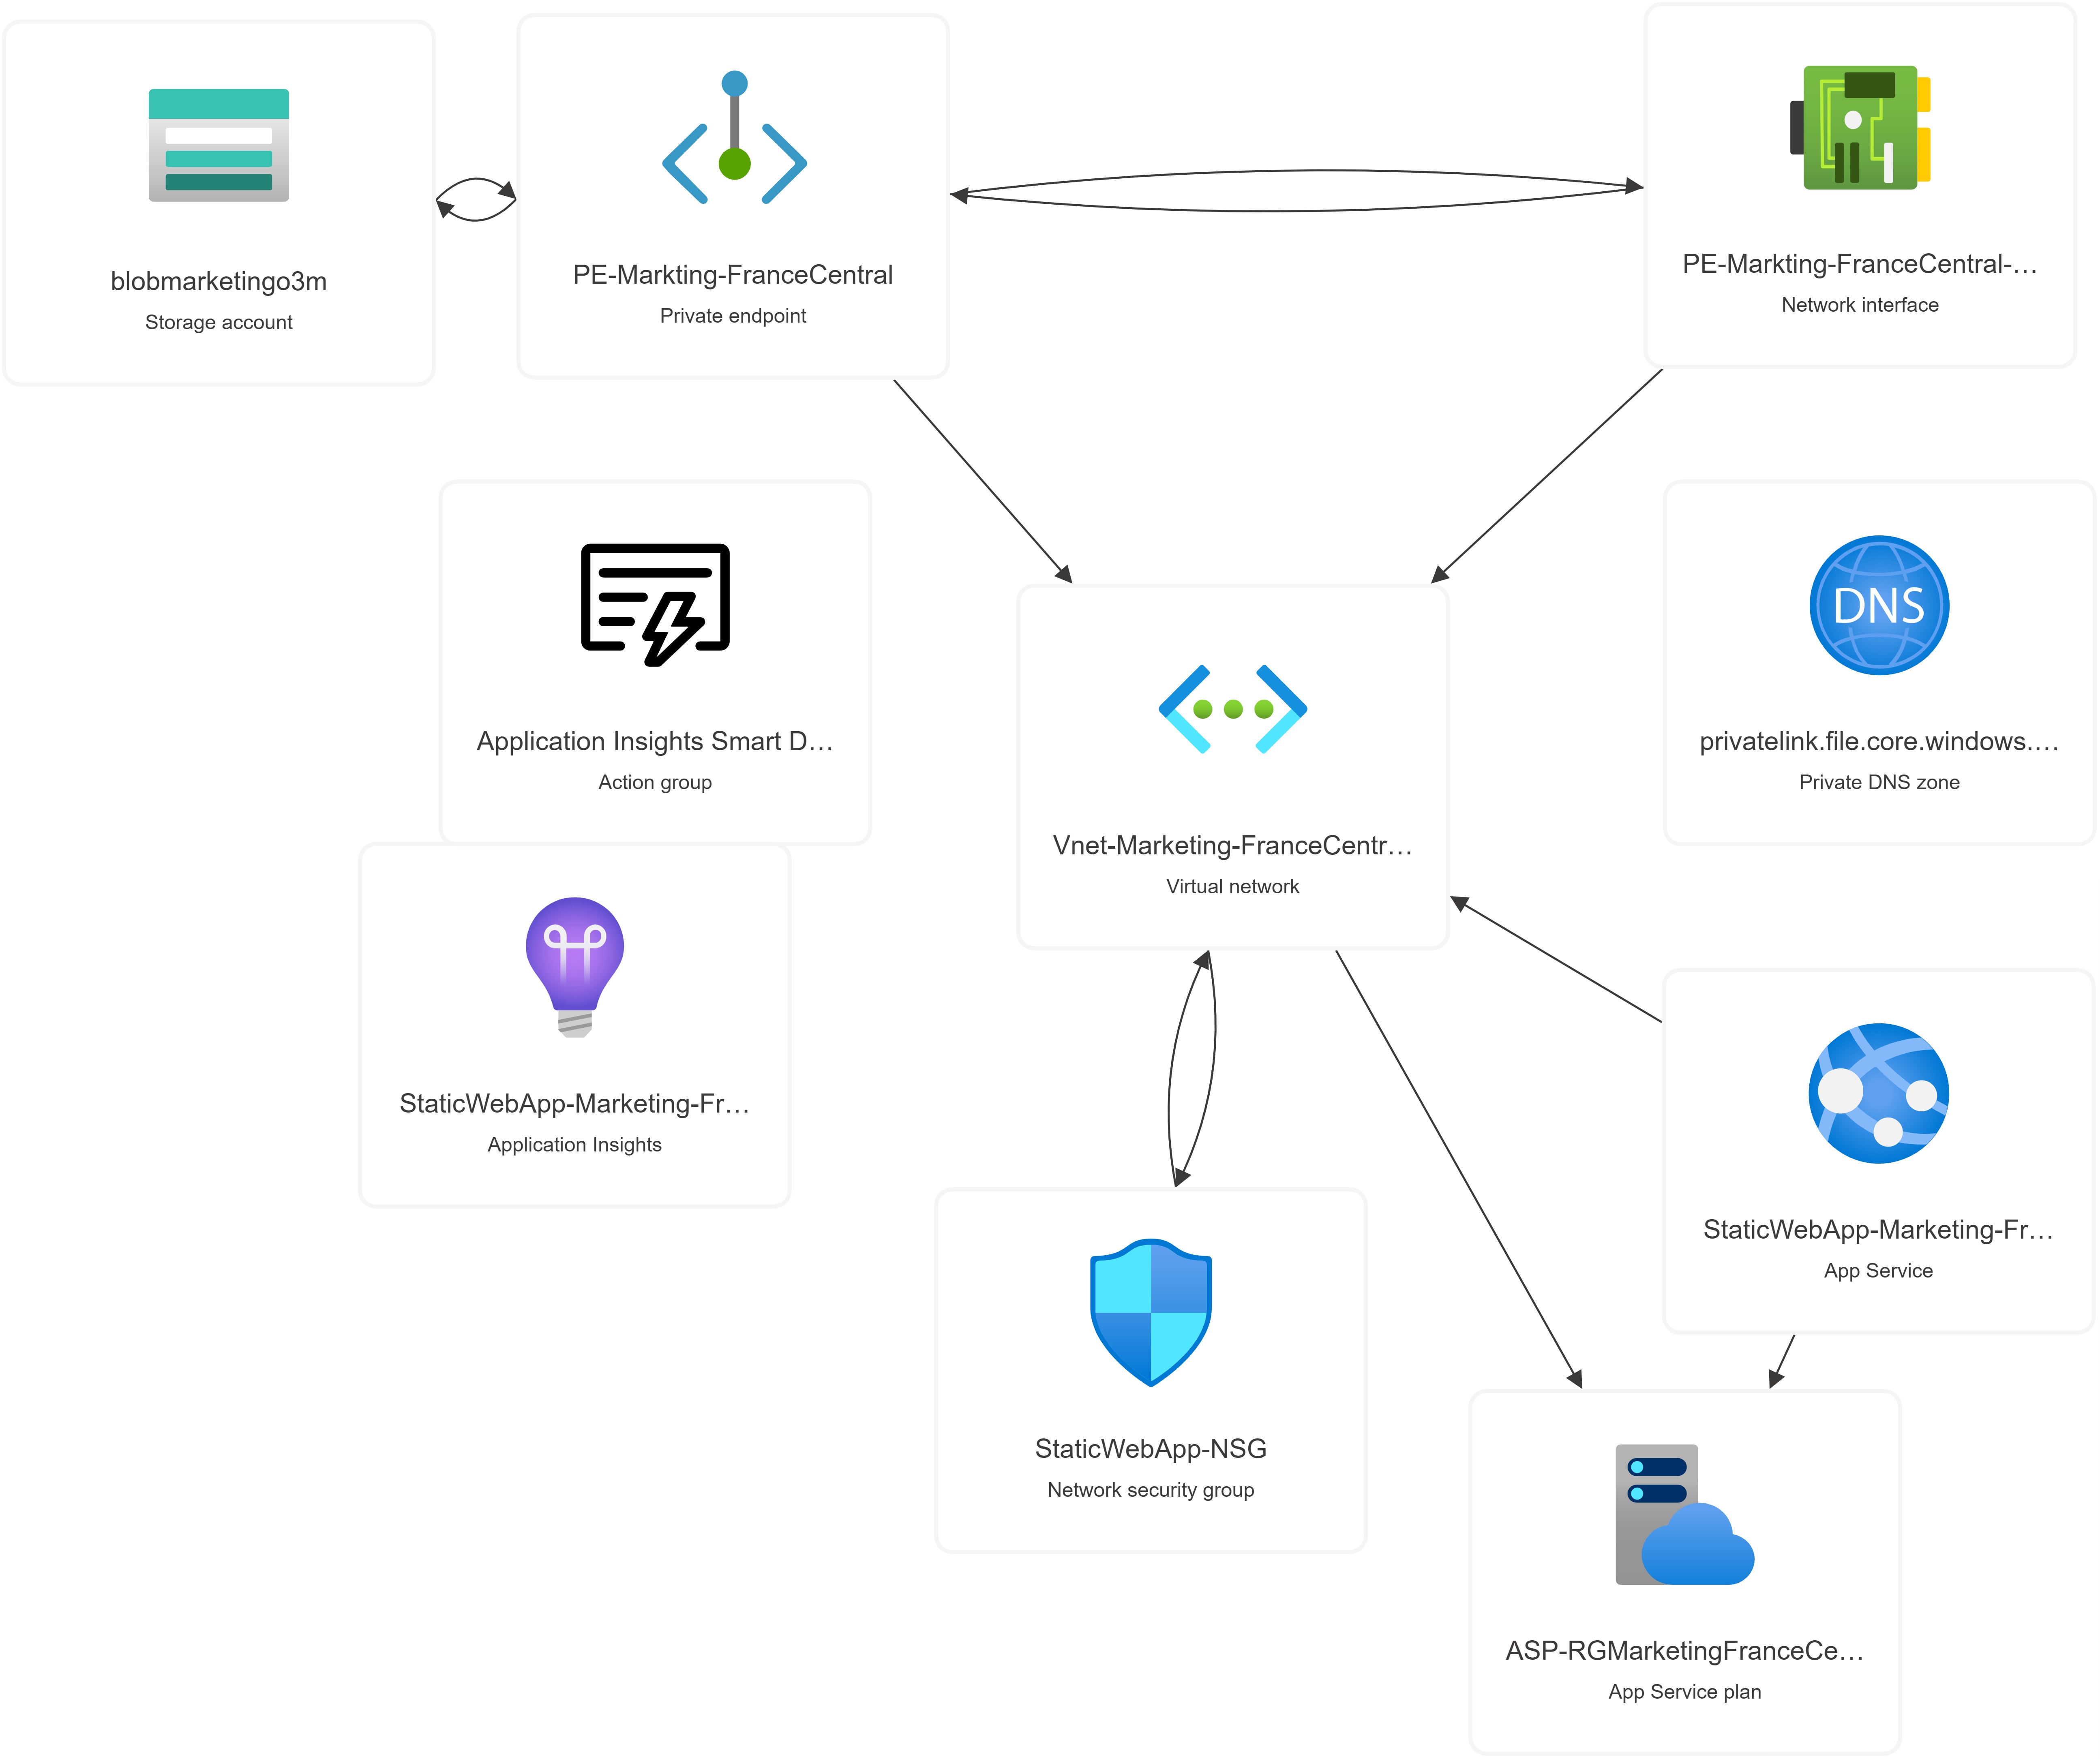 blobmarketingo3m
Storage account
PE-Markting-FranceCentral
Private endpoint
PE-Markting-FranceCentral-...
Network interface
Application Insights Smart D...
Action group
Vnet-Marketing-FranceCentr...
Virtual network
DNS
privatelink.file.core.windows....
Private DNS zone
StaticWebApp-Marketing-Fr...
Application Insights
StaticWebApp-Marketing-Fr...
App Service
StaticWebApp-NSG
Network security group
ASP-RGMarketingFranceCe...
App Service plan